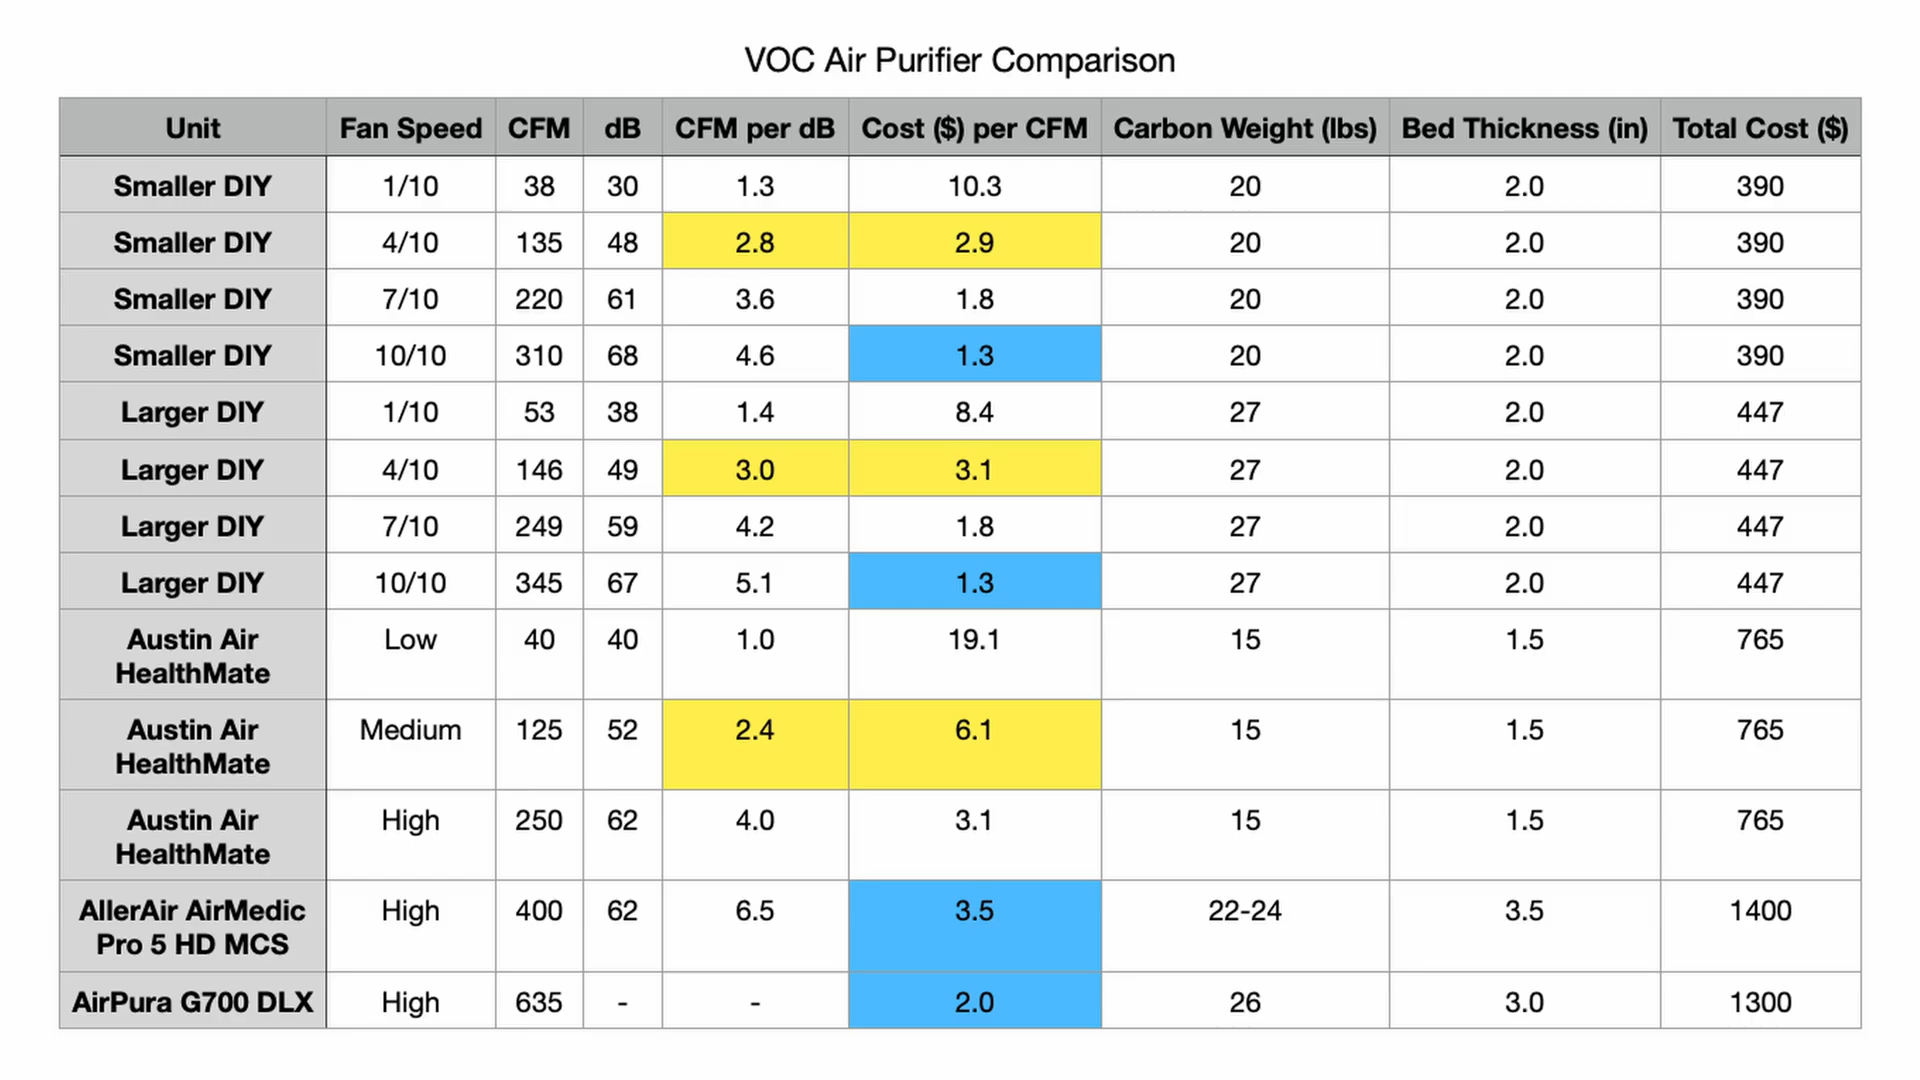 VOC Air Purifier Comparison
Unit Fan Speed CFM dB CFM per dB Cost ($) per CFM Carbon Weight (lbs) Bed Thickness (in) Total Cost ($)
Smaller DIY 1/10 38 30 1.3 10.3 20 2.0 390
Smaller DIY 4/10 135 48 2.8 2.9 20 2.0 390
Smaller DIY 7/10 220 61 3.6 1.8 20 2.0 390
Smaller DIY 10/10 310 68 4.6 1.3 20 2.0 390
Larger DIY 1/10 53 38 1.4 8.4 27 2.0 447
Larger DIY 4/10 146 49 3.0 3.1 27 2.0 447
Larger DIY 7/10 249 59 4.2 1.8 27 2.0 447
Larger DIY 10/10 345 67 5.1 1.3 27 2.0 447
Austin Air Low 40 40 1.0 19.1 15 1.5 765
HealthMate
Austin Air Medium 125 52 2.4 6.1 15 1.5 765
HealthMate
Austin Air High 250 62 4.0 3.1 15 1.5 765
HealthMate
AllerAir AirMedic High 400 62 6.5 3.5 22-24 3.5 1400
Pro 5 HD MCS
AirPura G700 DLX High 635 - - 2.0 26 3.0 1300